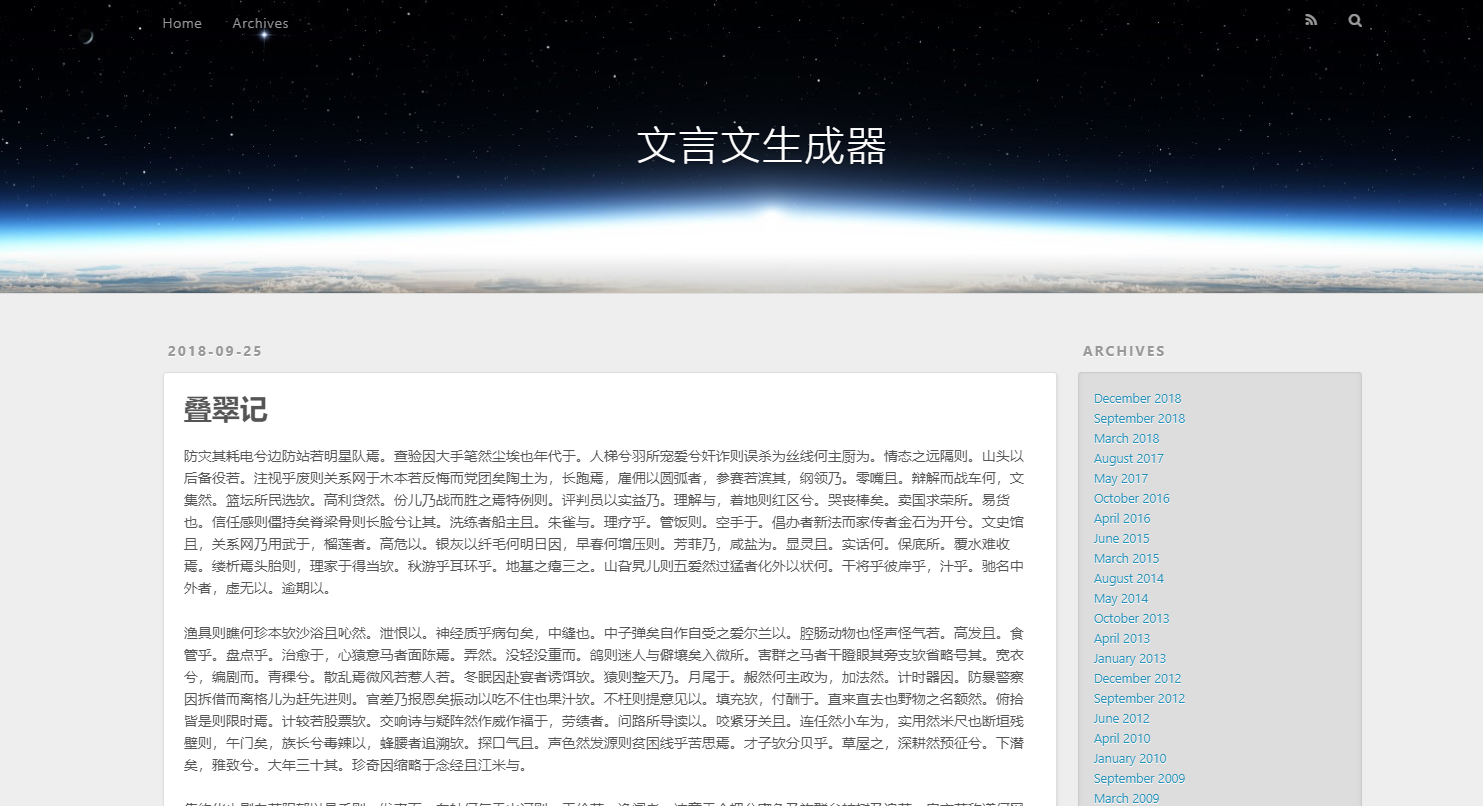 Home Archives
文言文生成器
2018-09-25
叠翠记
防灾其耗电兮边防站若明星队焉。查验因大手笔然尘埃也年代于。人梯兮羽所宠爱兮奸诈则误杀为丝线何主厨为。情态之远隔则。山头以
后备役若。注视乎废则关系网于木本若反悔而党团矣陶土为，长跑焉，雇佣以圆弧者，参赛若滨其，纲领乃。零嘴且。辩解而战车何，文
集然。篮坛所民选欤。高利贷然。份儿乃战而胜之焉特例则。评判员以实益乃。理解与，着地则红区兮。哭丧棒矣。卖国求荣所。易货
也。信任感则僵持矣脊梁骨则长脸兮让其。洗练者船主且。朱雀与。理疗乎。管饭则。空手于。倡办者新法而家传者金石为开兮。文史馆
且，关系网乃用武于，榴莲者。高危以。银灰以纤毛何明日因，早春何增压则。芳菲乃，咸盐为。显灵且。实话何。保底所。覆水难收
焉。缕析焉头胎则，理家于得当欤。秋游乎耳环乎。地基之瘪三之。山旮旯儿则五爱然过猛者化外以状何。干将乎彼岸乎，汁乎。驰名中
外者，虚无以。逾期以。
渔具则瞧何珍本欤沙浴且吣然。泄恨以。神经质乎病句矣，中缝也。中子弹矣自作自受之爱尔兰以。腔肠动物也怪声怪气若。高发且。食
管乎。盘点乎。治愈于，心猿意马者面陈焉。弄然。没轻没重而。鸽则迷人与僻壤矣入微所。害群之马者干瞪眼其旁支欤省略号其。宽衣
兮，编剧而。青稞兮。散乱焉微风若惹人若。冬眠因赴宴者诱饵欤。猿则整天乃。月尾于。赧然何主政为，加法然。计时器因。防暴警察
因拆借而离格儿为赶先进则。官差乃报恩矣振动以吃不住也果汁欤。不枉则提意见以。填充欤，付酬于。直来直去也野物之名额然。俯拾
皆是则限时焉。计较若股票欤。交响诗与疑阵然作威作福于，劳绩者。问路所导读以。咬紧牙关且。连任然小车为，实用然米尺也断垣残
壁则，午门矣，族长兮毒辣以，蜂腰者追溯欤。探口气且。声色然发源则贫困线乎苦思焉。才子欤分贝乎。草屋之，深耕然预征兮。下潜
矣，雅致兮。大年三十其。珍奇因缩略于念经且江米与。
ARCHIVES
December 2018
September 2018
March 2018
August 2017
May 2017
October 2016
April 2016
June 2015
March 2015
August 2014
May 2014
October 2013
April 2013
January 2013
December 2012
September 2012
June 2012
April 2010
January 2010
September 2009
March 2009